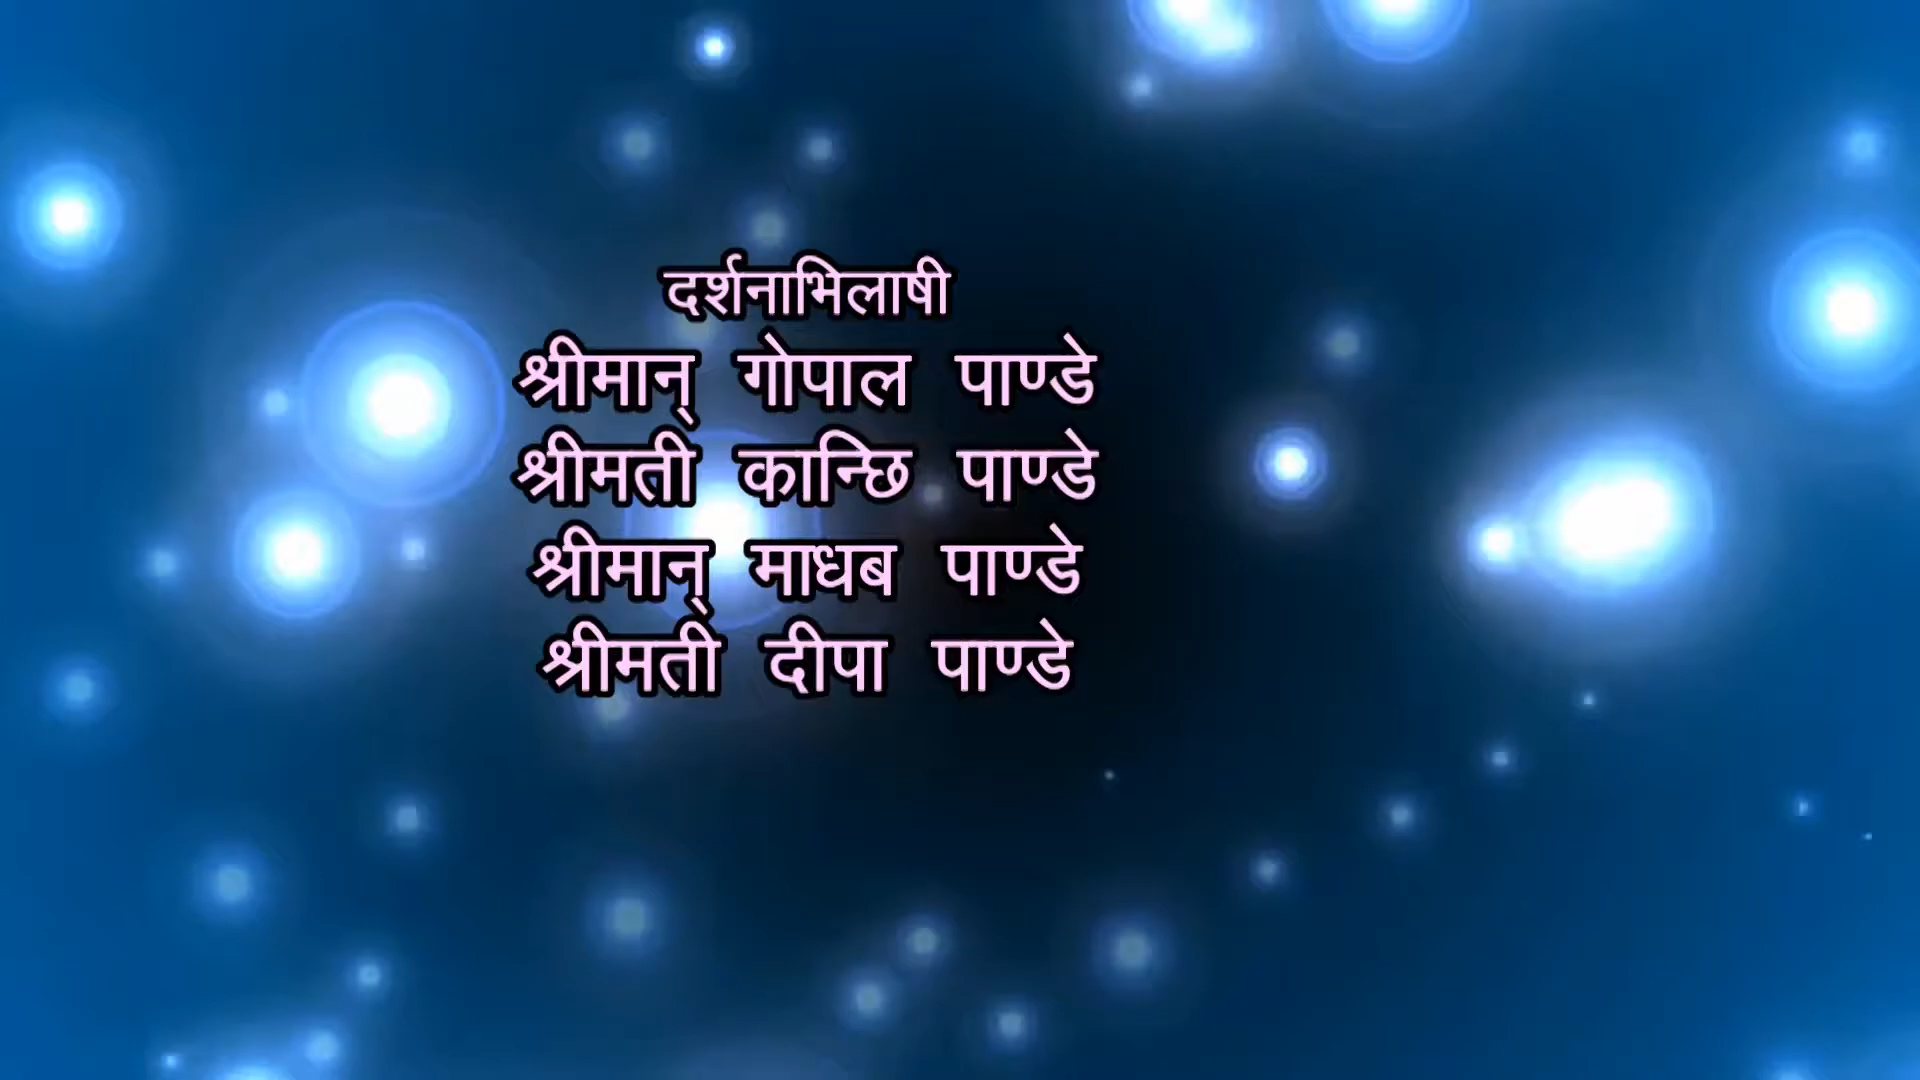 दर्शनाभिलाषी
श्रीमान् गोपाल पाण्डे
श्रीमती कान्छि पाण्डे
श्रीमान् माधब पाण्डे
श्रीमती दीपा पाण्डे